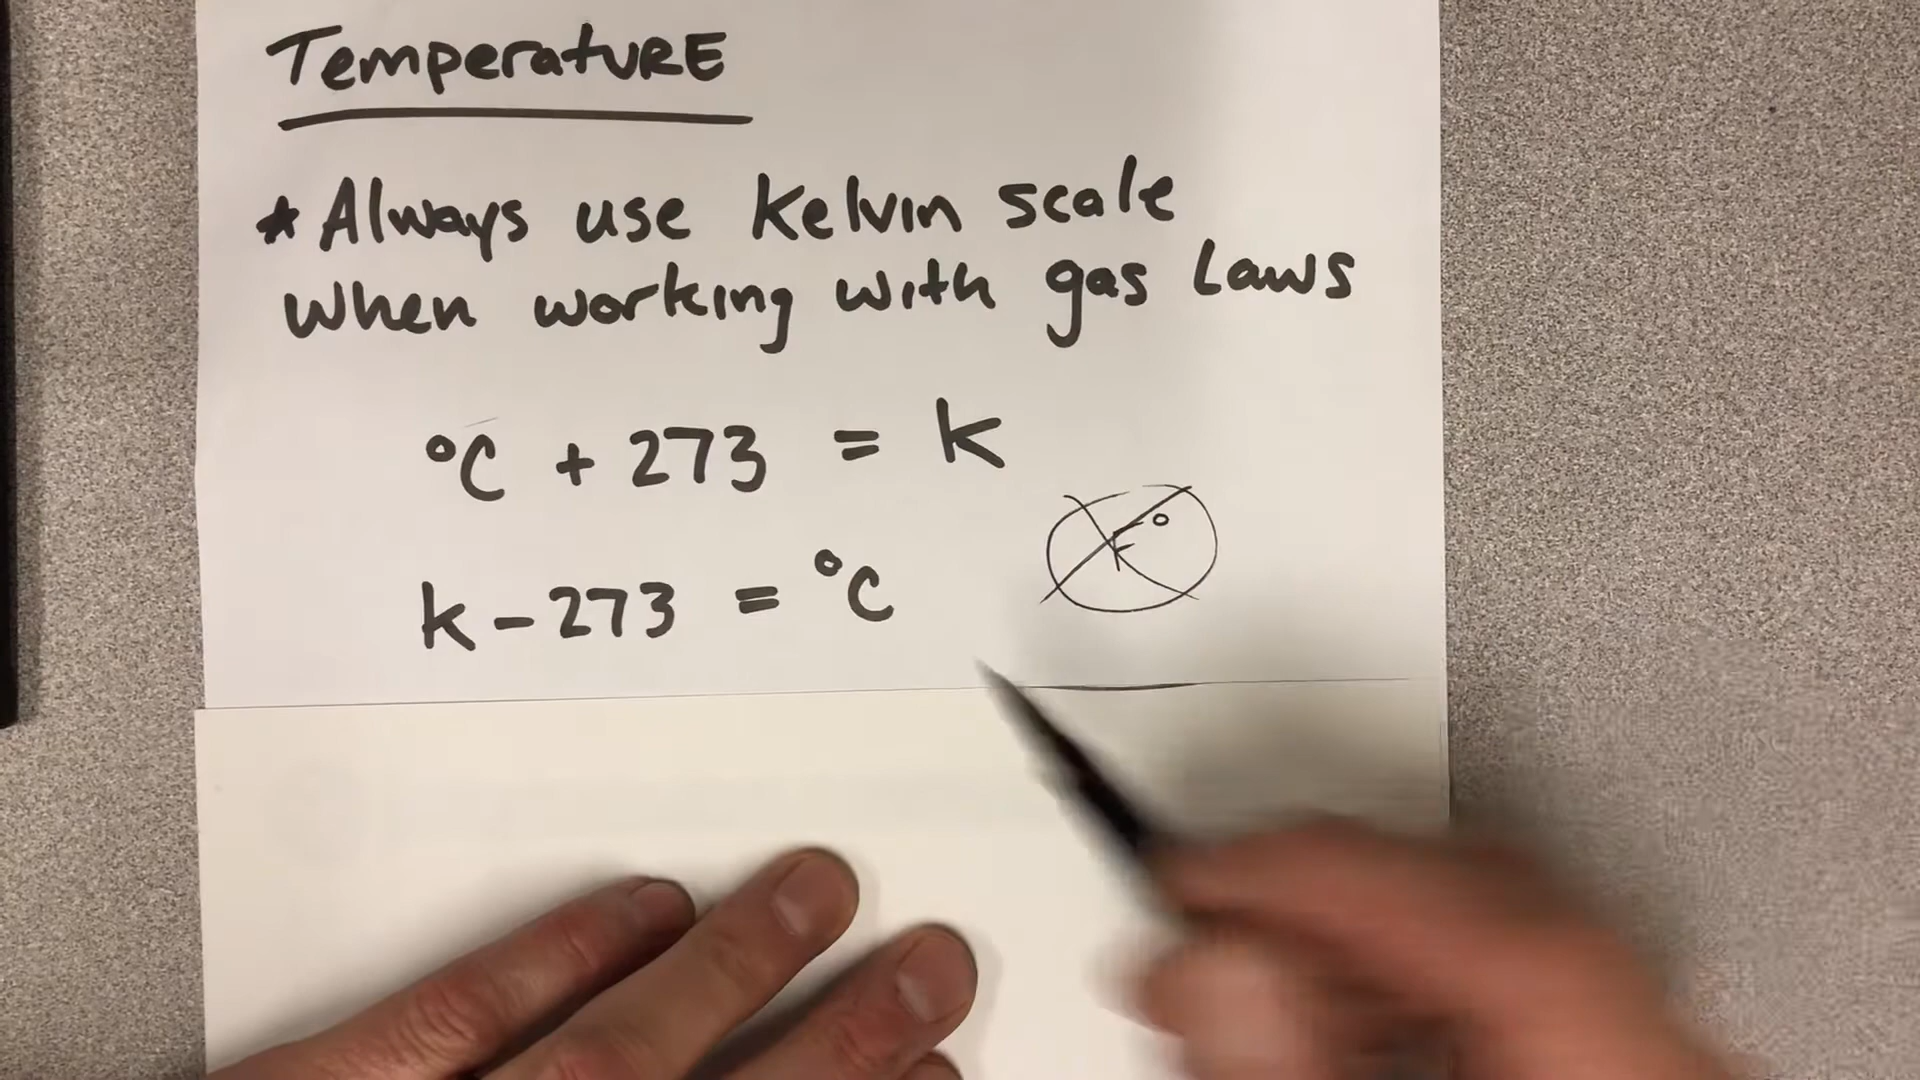 TemperatuRE
* Always use Kelvin scale
when working with gas Laws
°C + 273 = K
F°
K - 273 = °C